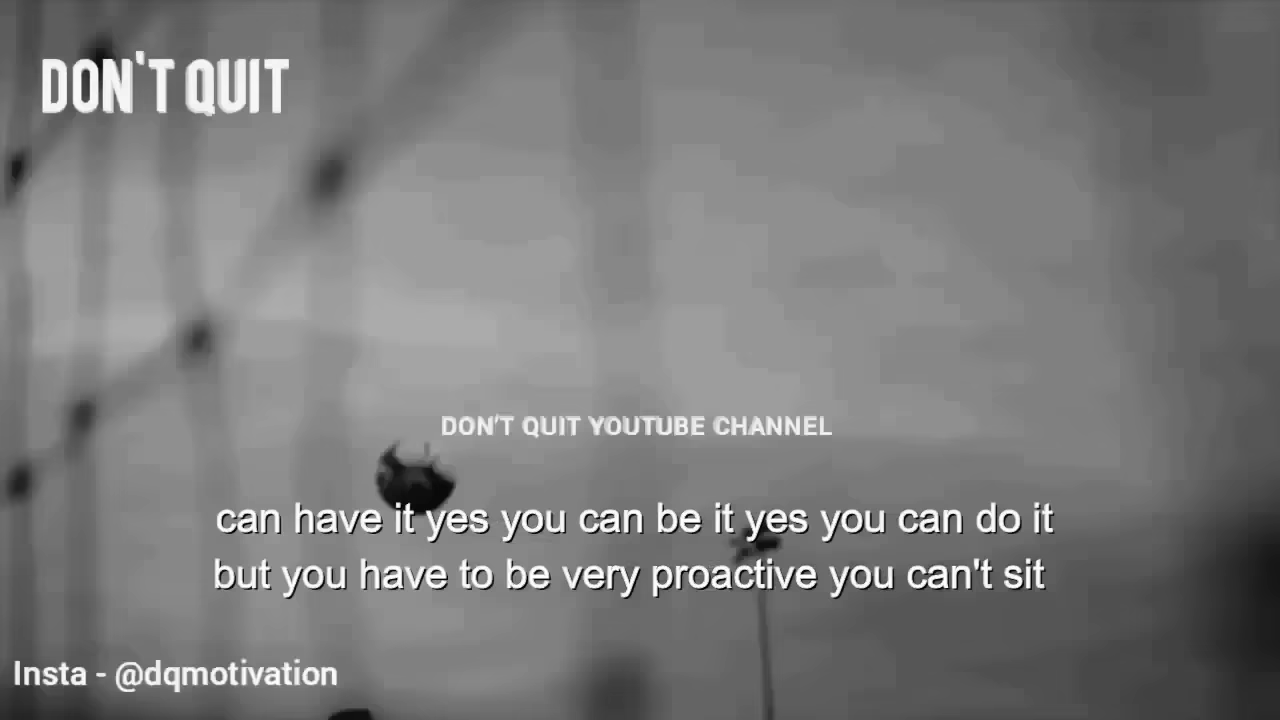 DON'T QUIT
DON'T QUIT YOUTUBE CHANNEL
can have it yes you can be it yes you can do it
but you have to be very proactive you can't sit
Insta - @dqmotivation